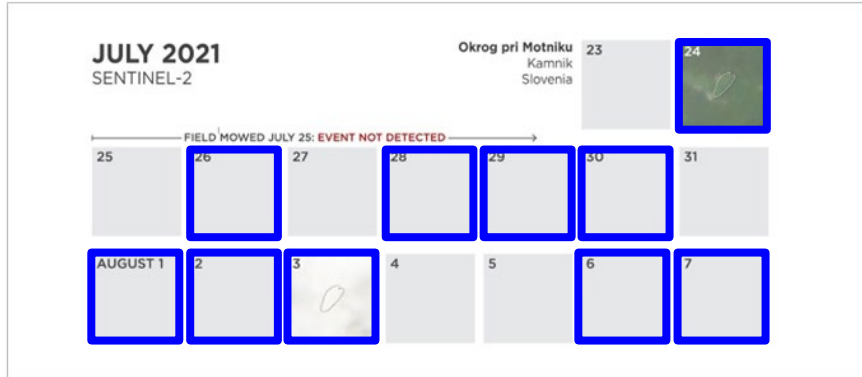 JULY 2021
SENTINEL-2
Okrog pri Motniku
Kamnik
Slovenia
23
24
FIELD MOWED JULY 25: EVENT NOT DETECTED
25
26
27
28
29
30
31
AUGUST 1
2
3
4
5
6
7